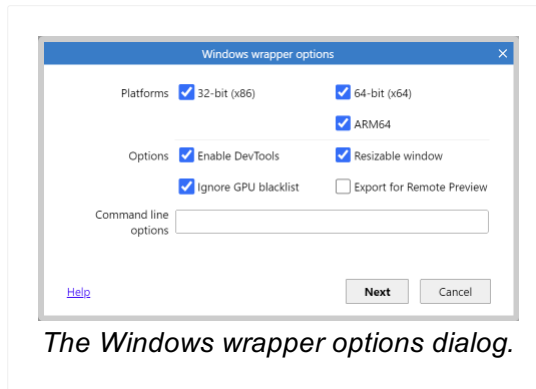 Windows wrapper options
Platforms 32-bit (x86) 64-bit (x64)
ARM64
Options Enable DevTools Resizable window
Ignore GPU blacklist Export for Remote Preview
Command line
options
Help Next Cancel
The Windows wrapper options dialog.